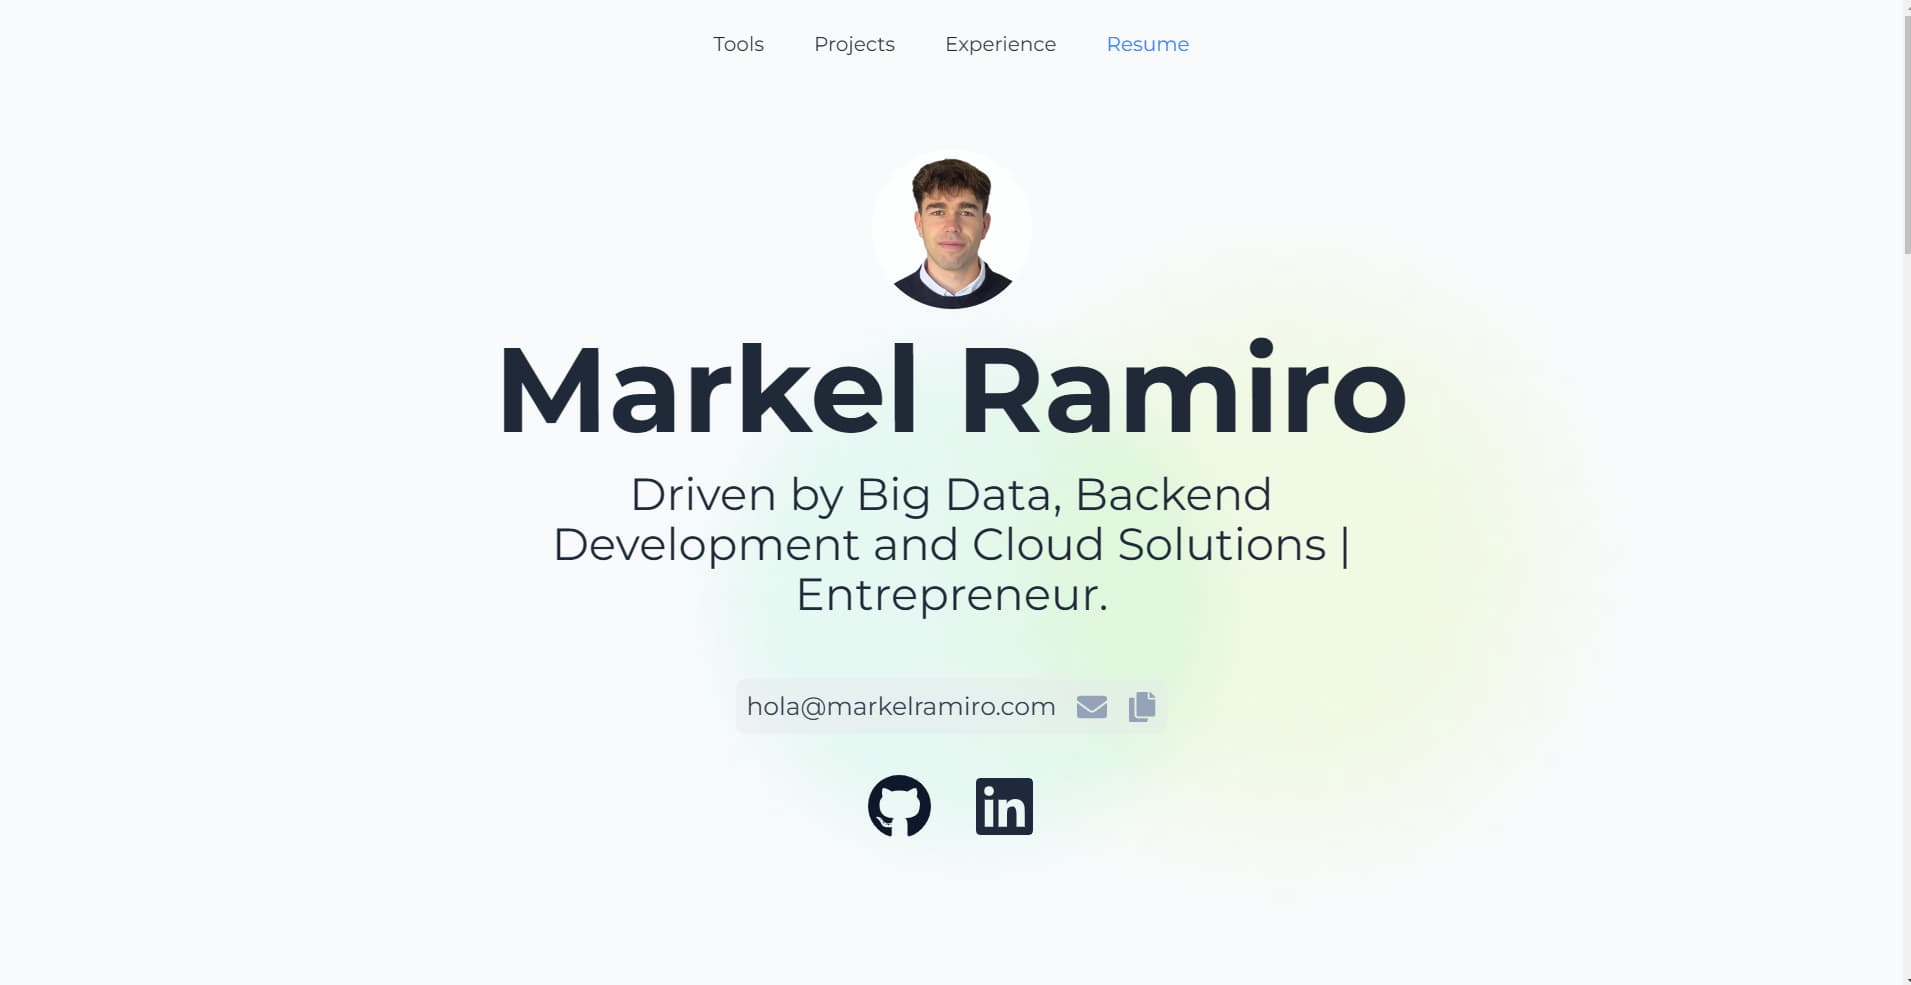 Tools Projects Experience Resume
Markel Ramiro
Driven by Big Data, Backend
Development and Cloud Solutions |
Entrepreneur.
hola@markelramiro.com
in